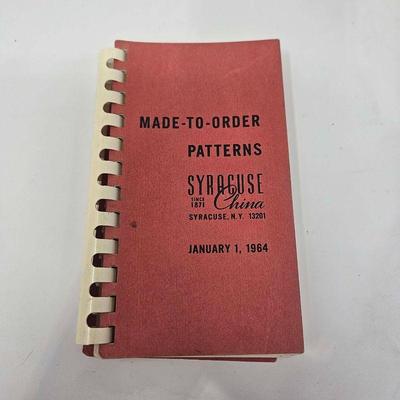 MADE-TO-ORDER
PATTERNS
SYRACUSE
SINCE
1871
China
SYRACUSE, N.Y. 13201
JANUARY 1, 1964